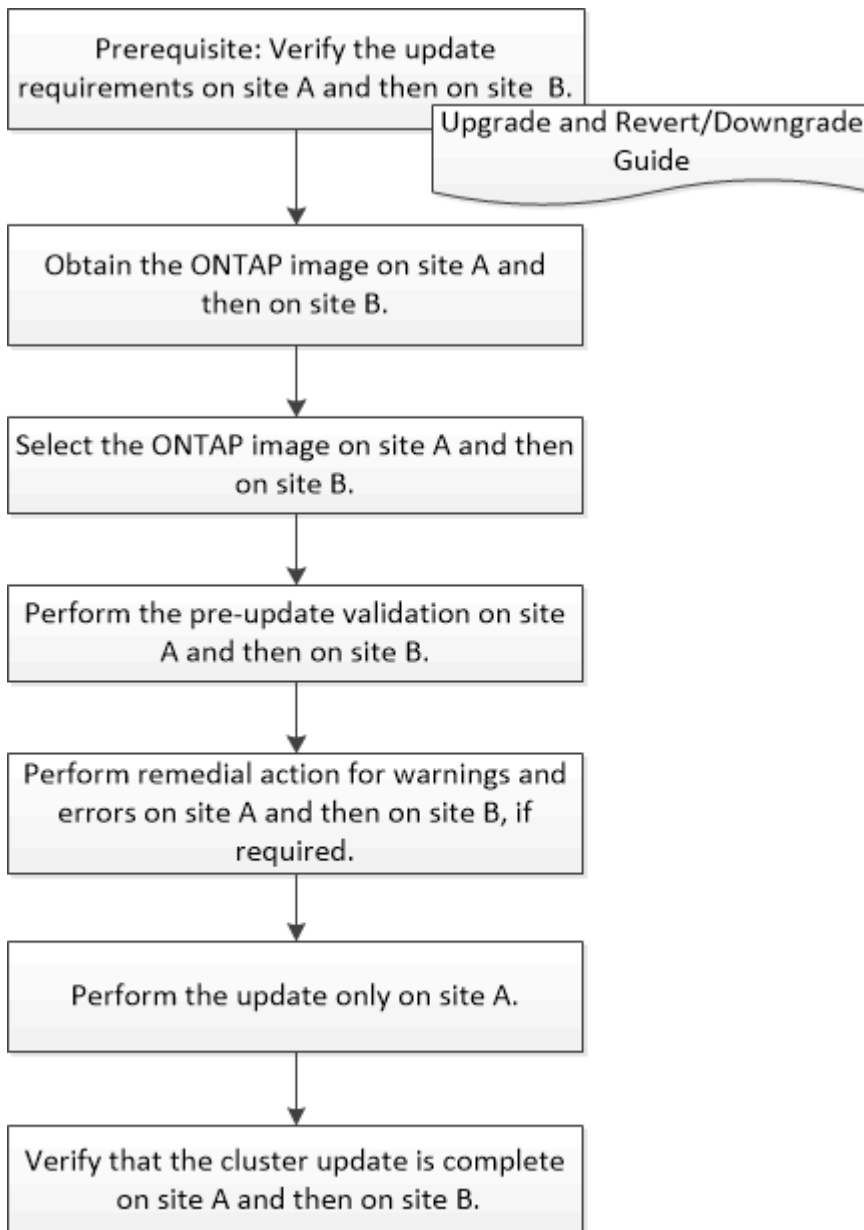 Prerequisite: Verify the update
requirements on site A and then on site B.
Upgrade and Revert/Downgrade
Guide
Obtain the ONTAP image on site A and
then on site B.
Select the ONTAP image on site A and then
on site B.
Perform the pre-update validation on site
A and then on site B.
Perform remedial action for warnings and
errors on site A and then on site B, if
required.
Perform the update only on site A.
Verify that the cluster update is complete
on site A and then on site B.